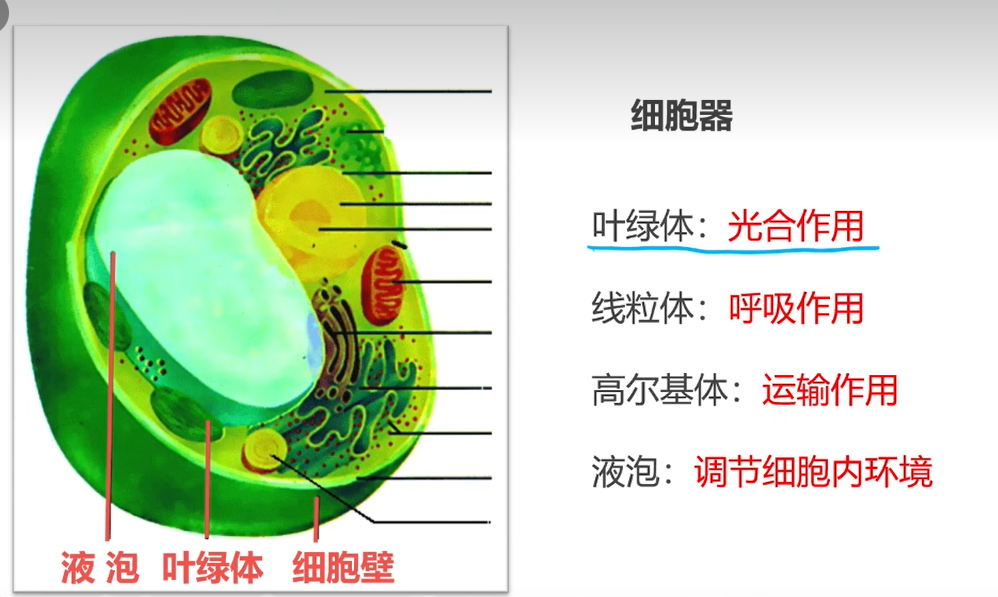 细胞器
叶绿体：光合作用
线粒体：呼吸作用
高尔基体：运输作用
液泡：调节细胞内环境
液泡 叶绿体 细胞壁